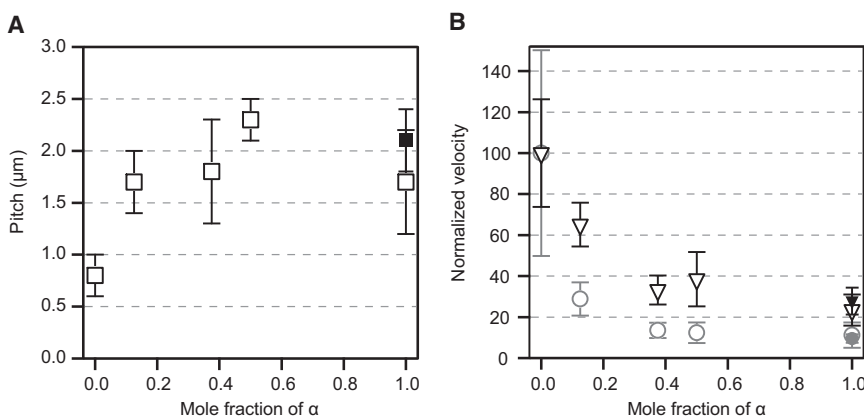 A
Pitch (μm)
3.0
2.5
2.0
1.5
1.0
0.5
0.0
0.0 0.2 0.4 0.6 0.8 1.0
Mole fraction of α
B
Normalized velocity
140
120
100
80
60
40
20
0
0.0 0.2 0.4 0.6 0.8 1.0
Mole fraction of α